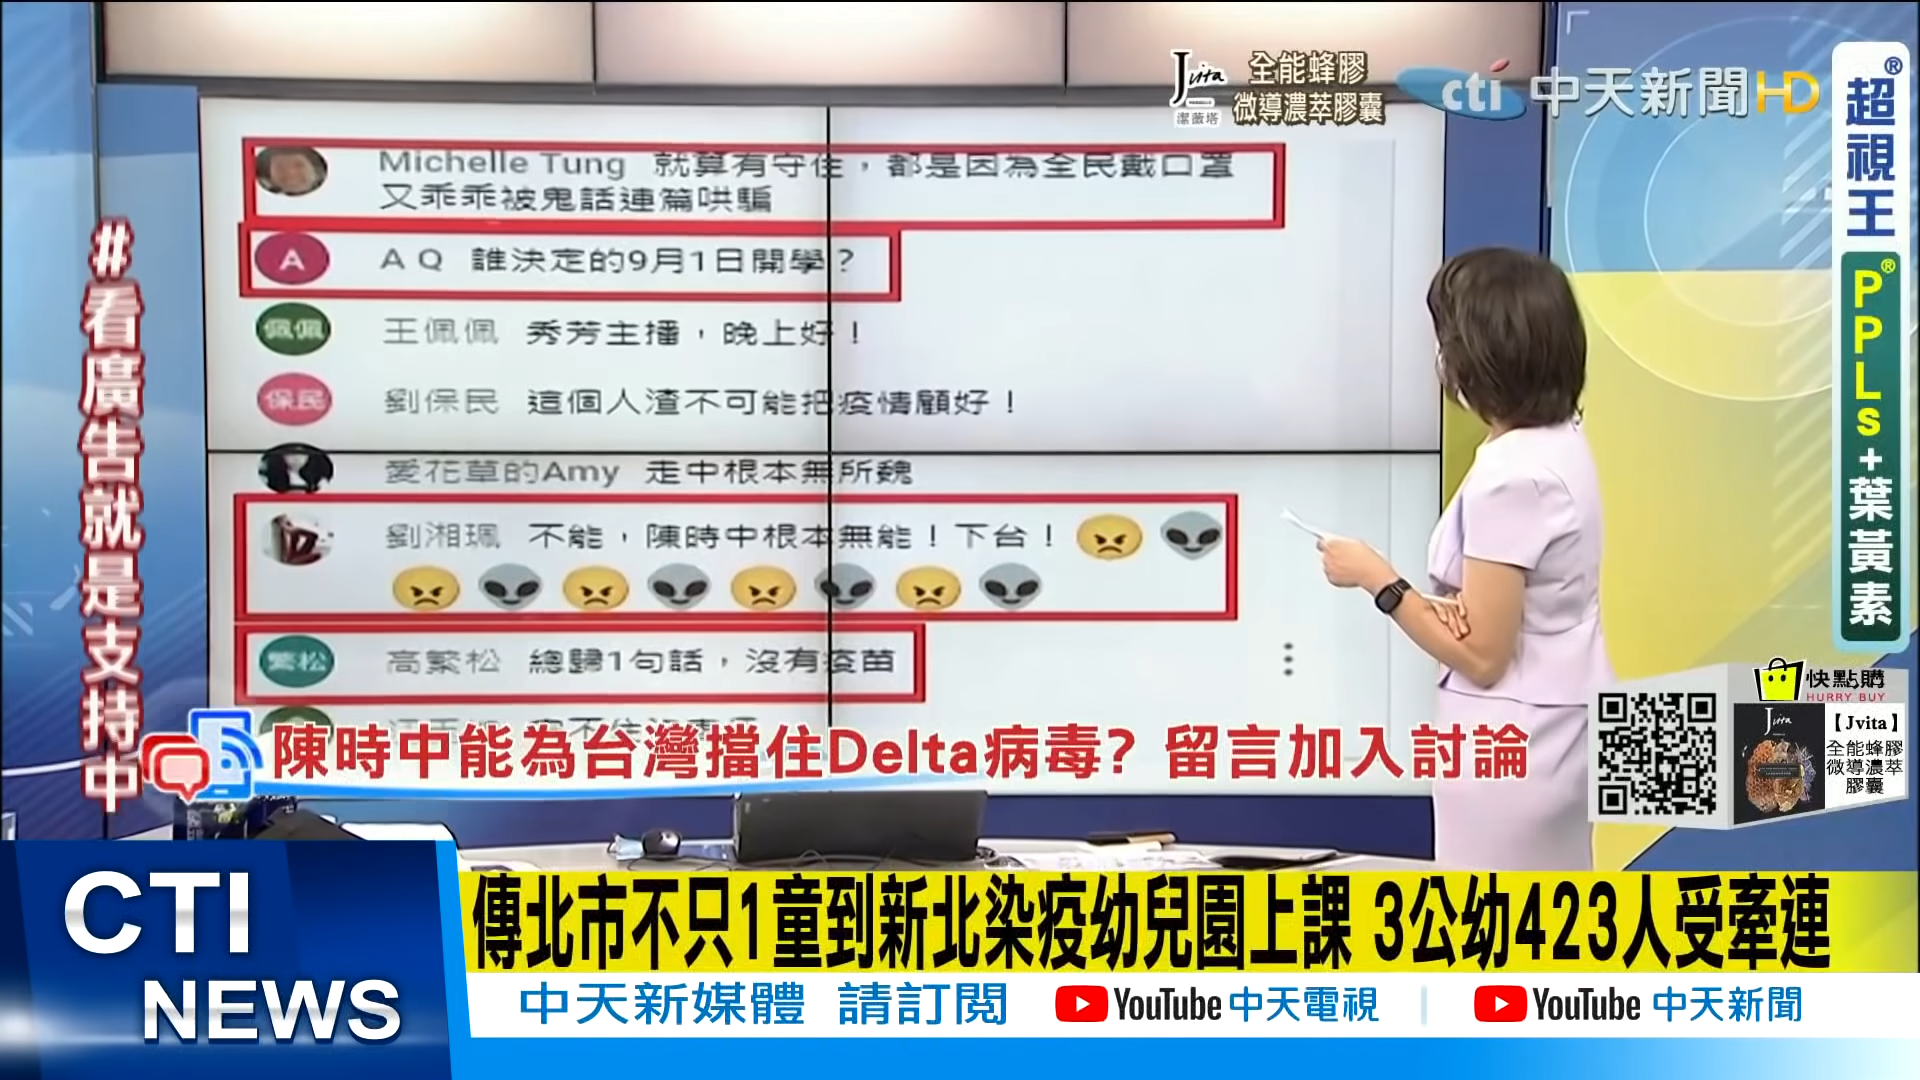 Jvita
潔薇塔
全能蜂膠
微導濃萃膠囊
cti 中天新聞HD
超視王®
PPLs®+葉黃素
#看廣告就是支持中
Michelle Tung 就算有守住，都是因為全民戴口罩
又乖乖被鬼話連篇哄騙
A
A Q 誰決定的9月1日開學？
佩佩
王佩佩 秀芳主播，晚上好！
保民
劉保民 這個人渣不可能把疫情顧好！
愛花草的Amy 走中根本無所魏
劉湘珮 不能，陳時中根本無能！下台！😠👽
😠👽😠👽😠👽😠👽
繁松
高繁松 總歸1句話，沒有疫苗
陳時中能為台灣擋住Delta病毒? 留言加入討論
快點購
HURRY BUY
Jvita
【Jvita】
全能蜂膠
微導濃萃
膠囊
CTI
NEWS
傳北市不只1童到新北染疫幼兒園上課 3公幼423人受牽連
中天新媒體 請訂閱 YouTube 中天電視 | YouTube 中天新聞